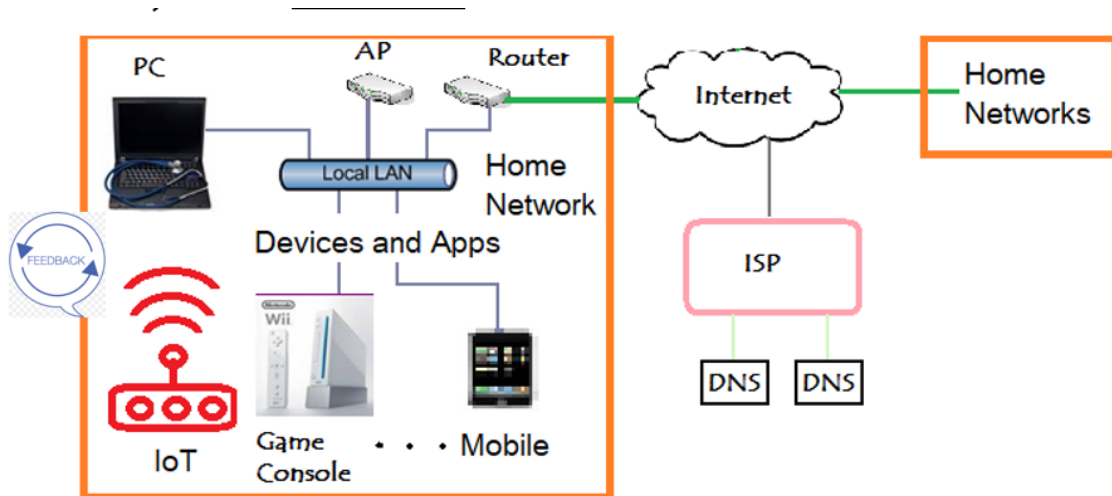 PC
AP
Router
Internet
Home
Networks
Local LAN
Home
Network
FEEDBACK
Devices and Apps
ISP
Nintendo
Wii
DNS
DNS
IoT
Game
Console
. . . Mobile